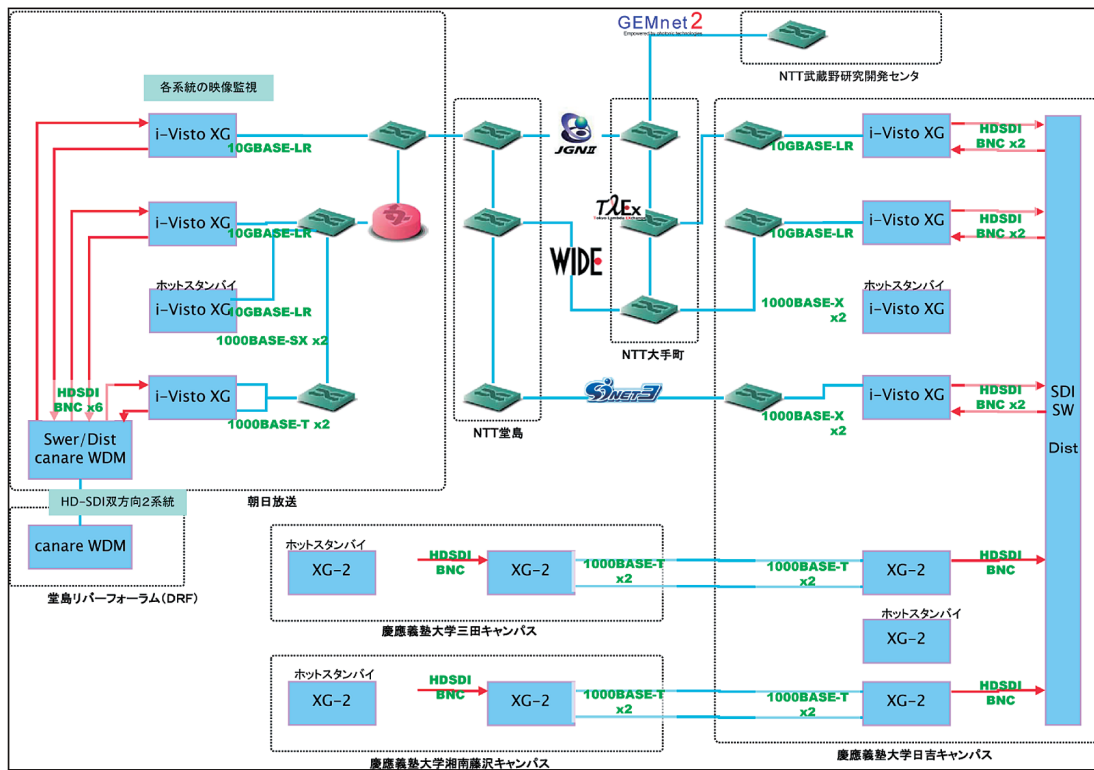 GEMnet2
Empowered by photonic technologies
NTT武蔵野研究開発センタ
各系統の映像監視
i-Visto XG
10GBASE-LR
JGNⅡ
10GBASE-LR
i-Visto XG
HDSDI
BNC x2
i-Visto XG
10GBASE-LR
TλEx
Tokyo Lambda Exchange
10GBASE-LR
i-Visto XG
HDSDI
BNC x2
WIDE
ホットスタンバイ
i-Visto XG
10GBASE-LR
1000BASE-SX x2
1000BASE-X
x2
ホットスタンバイ
i-Visto XG
NTT大手町
HDSDI
BNC x6
i-Visto XG
1000BASE-T x2
SINET3
1000BASE-X
x2
i-Visto XG
HDSDI
BNC x2
SDI
SW
Dist
NTT堂島
Swer/Dist
canare WDM
朝日放送
HD-SDI双方向2系統
canare WDM
堂島リバーフォーラム(DRF)
ホットスタンバイ
XG-2
HDSDI
BNC
XG-2
1000BASE-T
x2
1000BASE-T
x2
XG-2
HDSDI
BNC
慶應義塾大学三田キャンパス
ホットスタンバイ
XG-2
ホットスタンバイ
XG-2
HDSDI
BNC
XG-2
1000BASE-T
x2
1000BASE-T
x2
XG-2
HDSDI
BNC
慶應義塾大学湘南藤沢キャンパス
慶應義塾大学日吉キャンパス